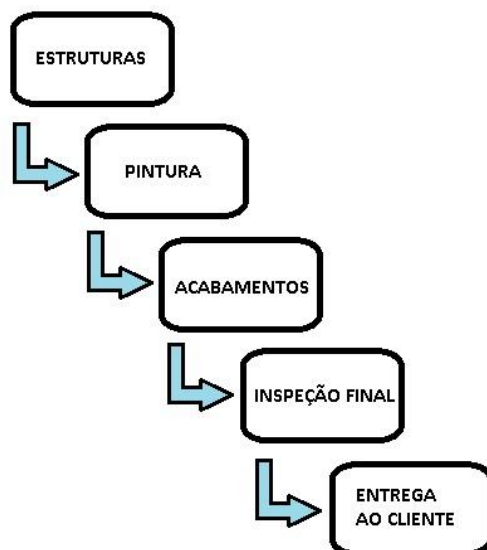 ESTRUTURAS
PINTURA
ACABAMENTOS
INSPEÇÃO FINAL
ENTREGA
AO CLIENTE